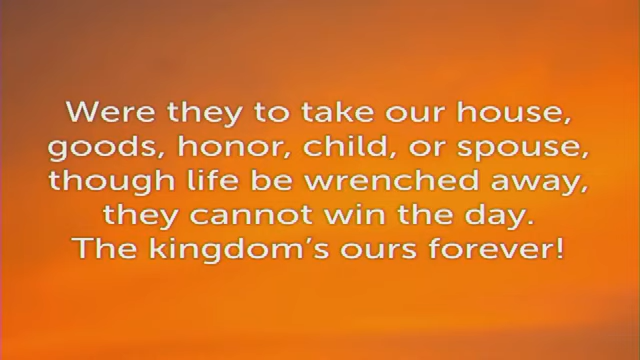 Were they to take our house,
goods, honor, child, or spouse,
though life be wrenched away,
they cannot win the day.
The kingdom's ours forever!